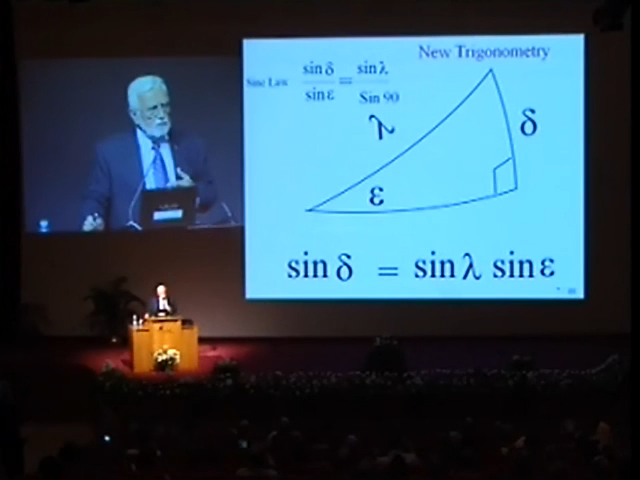 New Trigonometry
Sine Law sin δ / sin ε = sin λ / Sin 90
λ
δ
ε
sin δ = sin λ sin ε